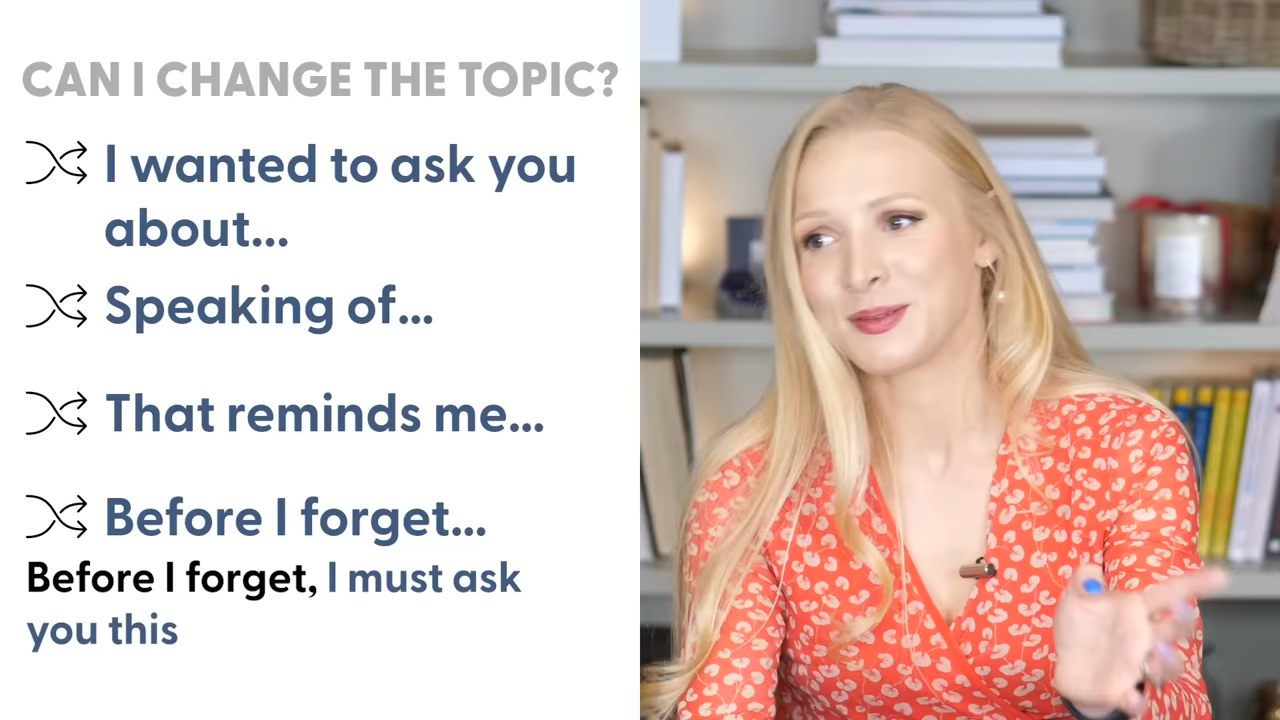 CAN I CHANGE THE TOPIC?
I wanted to ask you
about...
Speaking of...
That reminds me...
Before I forget...
Before I forget, I must ask
you this